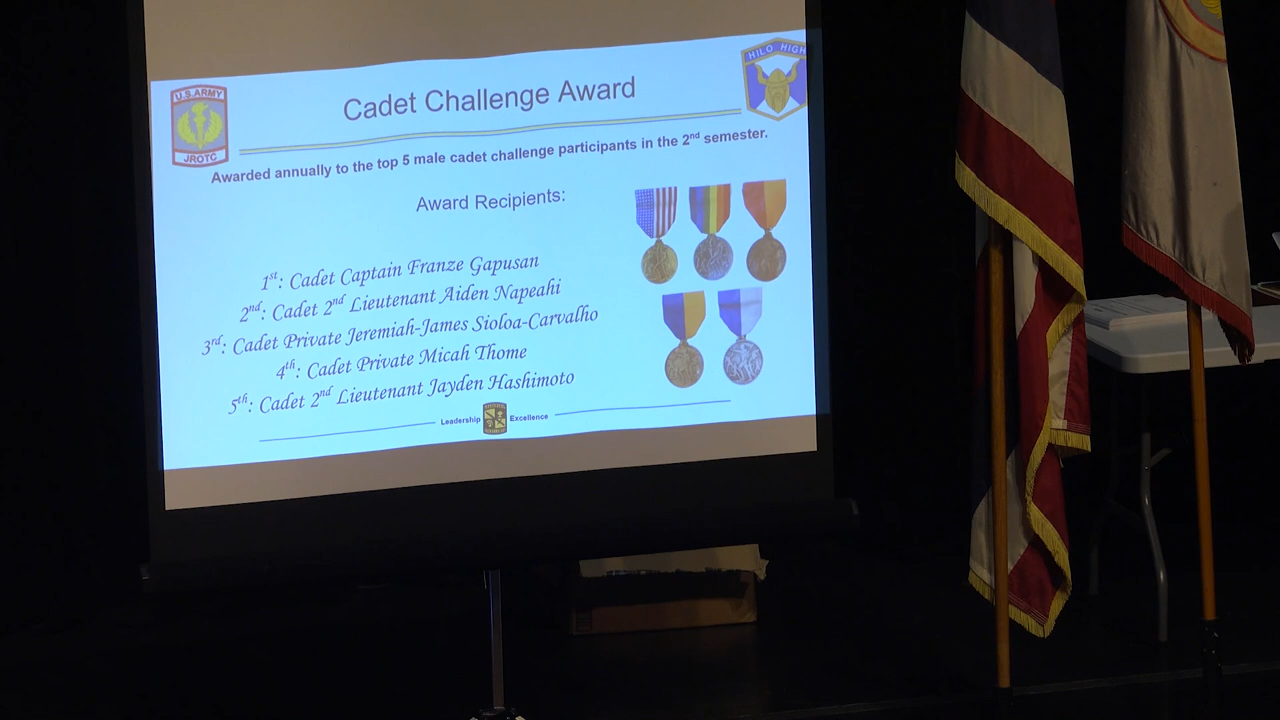 HILO HIGH
U.S. ARMY
JROTC
Cadet Challenge Award
Awarded annually to the top 5 male cadet challenge participants in the 2nd semester.
Award Recipients:
1st: Cadet Captain Franze Gapusan
2nd: Cadet 2nd Lieutenant Aiden Napeahi
3rd: Cadet Private Jeremiah-James Sioloa-Carvalho
4th: Cadet Private Micah Thome
5th: Cadet 2nd Lieutenant Jayden Hashimoto
Leadership Excellence